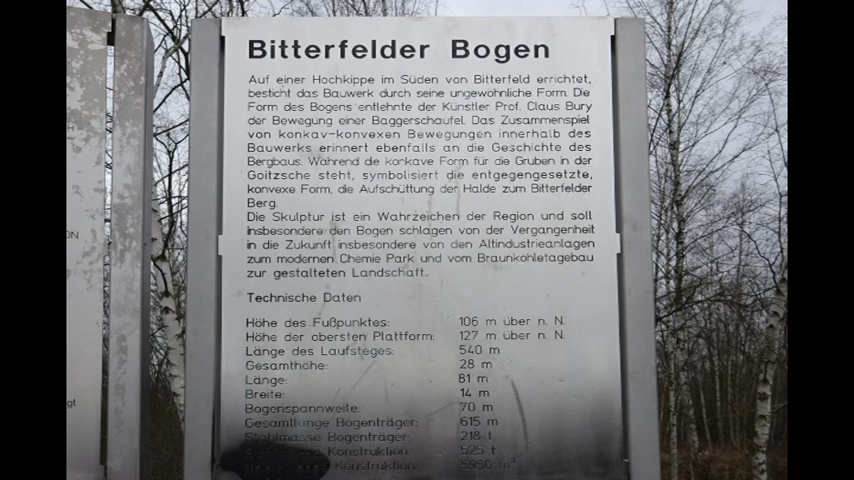 Bitterfelder Bogen
Auf einer Hochkippe im Süden von Bitterfeld errichtet,
besticht das Bauwerk durch seine ungewöhnliche Form. Die
Form des Bogens entlehnte der Künstler Prof. Claus Bury
der Bewegung einer Baggerschaufel. Das Zusammenspiel
von konkav-konvexen Bewegungen innerhalb des
Bauwerks erinnert ebenfalls an die Geschichte des
Bergbaus. Während die konkave Form für die Gruben in der
Goitzsche steht, symbolisiert die entgegengesetzte,
konvexe Form, die Aufschüttung der Halde zum Bitterfelder
Berg.
Die Skulptur ist ein Wahrzeichen der Region und soll
insbesondere den Bogen schlagen von der Vergangenheit
in die Zukunft insbesondere von den Altindustrieanlagen
zum modernen Chemie Park und vom Braunkohletagebau
zur gestalteten Landschaft.
Technische Daten
Höhe des Fußpunktes: 106 m über n. N.
Höhe der obersten Plattform: 127 m über n. N.
Länge des Laufsteges: 540 m
Gesamthöhe: 28 m
Länge: 81 m
Breite: 14 m
Bogenspannweite: 70 m
Gesamtlänge Bogenträger: 615 m
Stahlmasse Bogenträger: 218 t
Konstruktion: 525 t
Konstruktion: 5950 m²